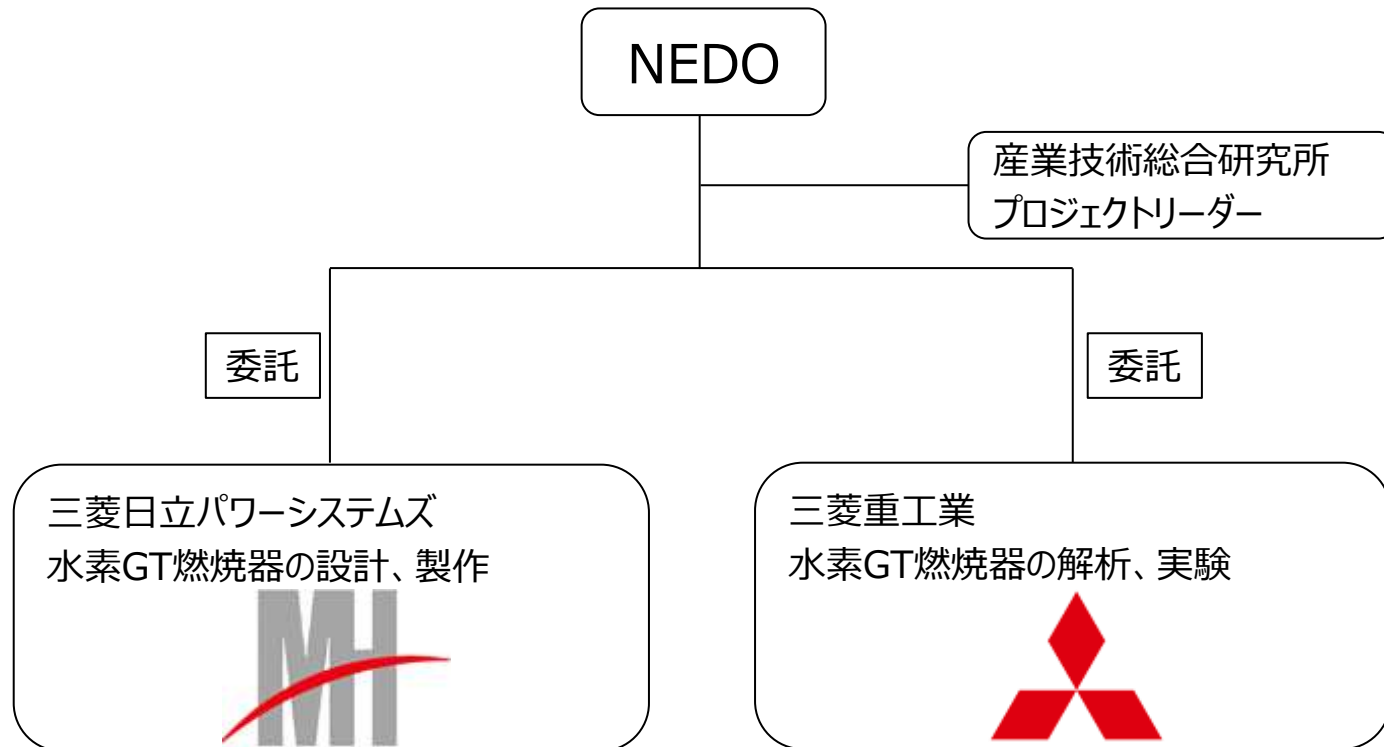 NEDO
産業技術総合研究所
プロジェクトリーダー
委託
委託
三菱日立パワーシステムズ
水素GT燃焼器の設計、製作
MH
三菱重工業
水素GT燃焼器の解析、実験